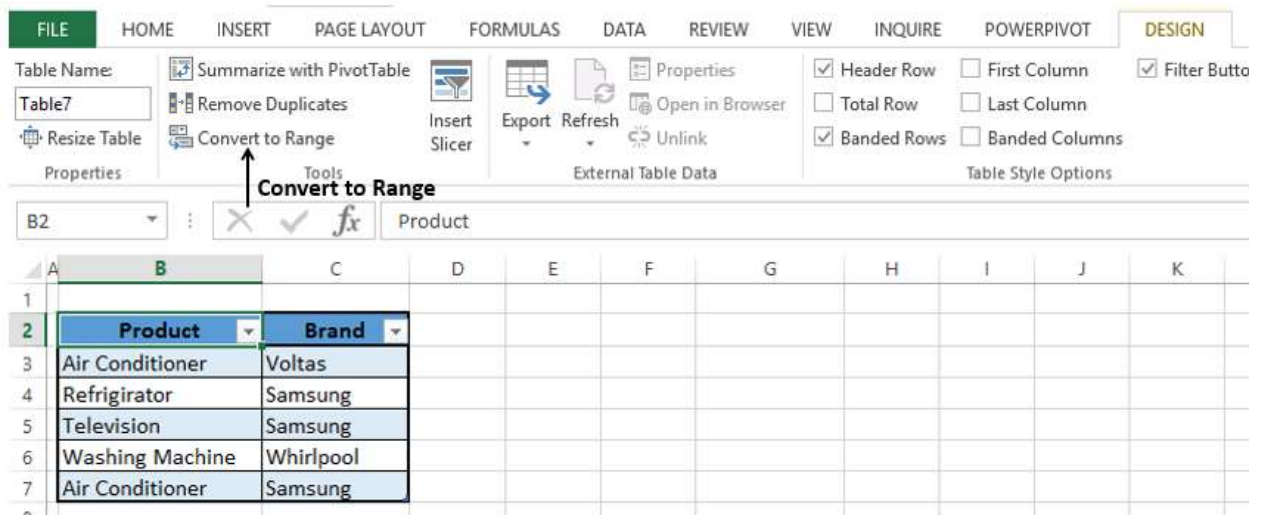 FILE HOME INSERT PAGE LAYOUT FORMULAS DATA REVIEW VIEW INQUIRE POWERPIVOT DESIGN
Table Name: Summarize with PivotTable Properties Header Row First Column Filter Butto
Table7 Remove Duplicates Insert Slicer Export Refresh Open in Browser Total Row Last Column
Resize Table Convert to Range Unlink Banded Rows Banded Columns
Properties Tools External Table Data Table Style Options
Convert to Range
B2 fx Product
A B C D E F G H I J K
1
2 Product Brand
3 Air Conditioner Voltas
4 Refrigirator Samsung
5 Television Samsung
6 Washing Machine Whirlpool
7 Air Conditioner Samsung